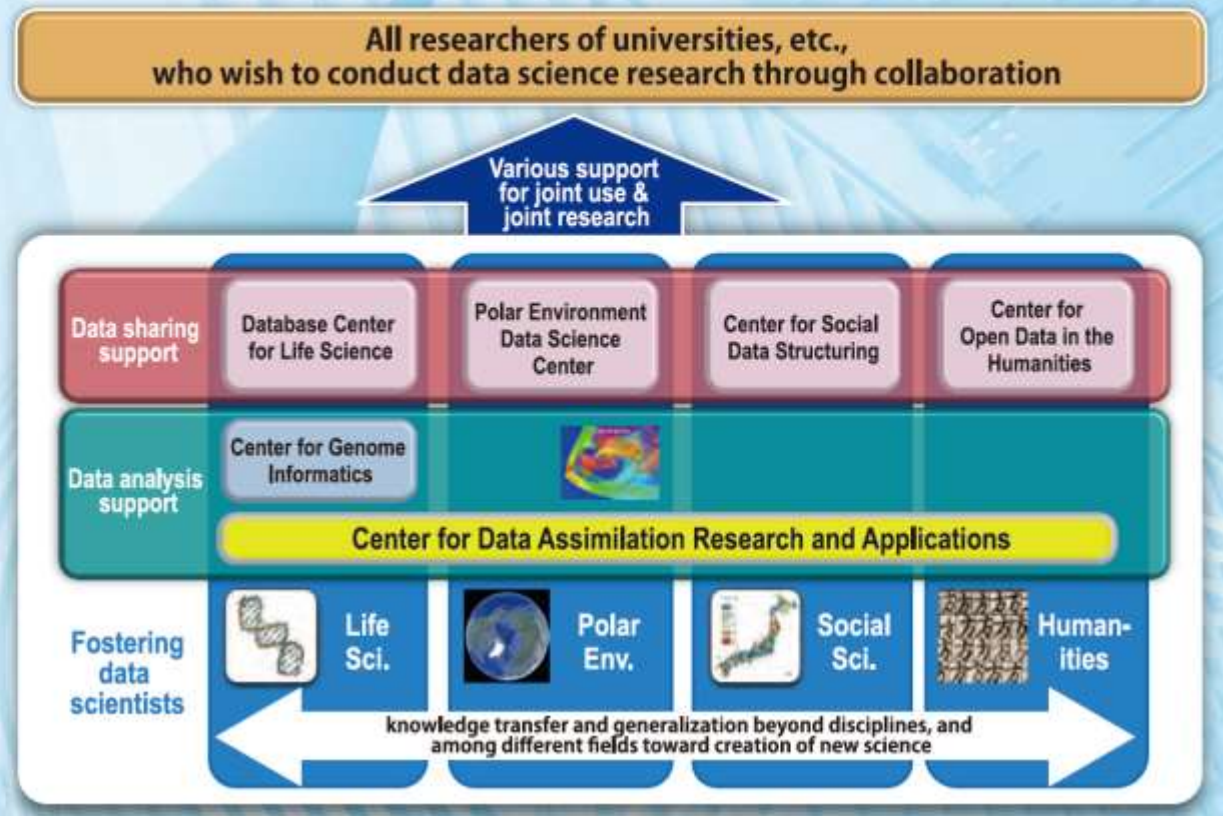 All researchers of universities, etc.,
who wish to conduct data science research through collaboration
Various support
for joint use &
joint research
Data sharing
support
Database Center
for Life Science
Polar Environment
Data Science
Center
Center for Social
Data Structuring
Center for
Open Data in the
Humanities
Data analysis
support
Center for Genome
Informatics
Center for Data Assimilation Research and Applications
Fostering
data
scientists
Life
Sci.
Polar
Env.
Social
Sci.
Human-
ities
knowledge transfer and generalization beyond disciplines, and
among different fields toward creation of new science